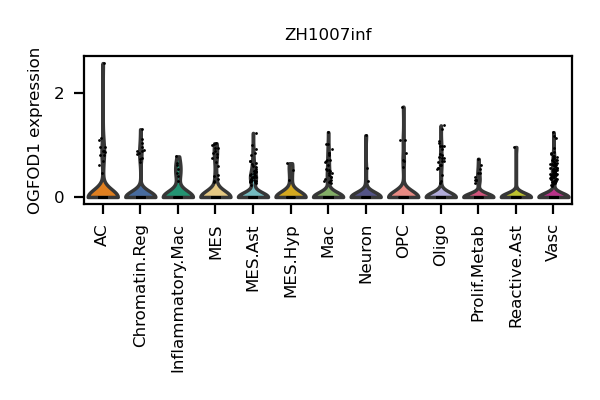 ZH1007inf
OGFOD1 expression
2
0
AC
Chromatin.Reg
Inflammatory.Mac
MES
MES.Ast
MES.Hyp
Mac
Neuron
OPC
Oligo
Prolif.Metab
Reactive.Ast
Vasc